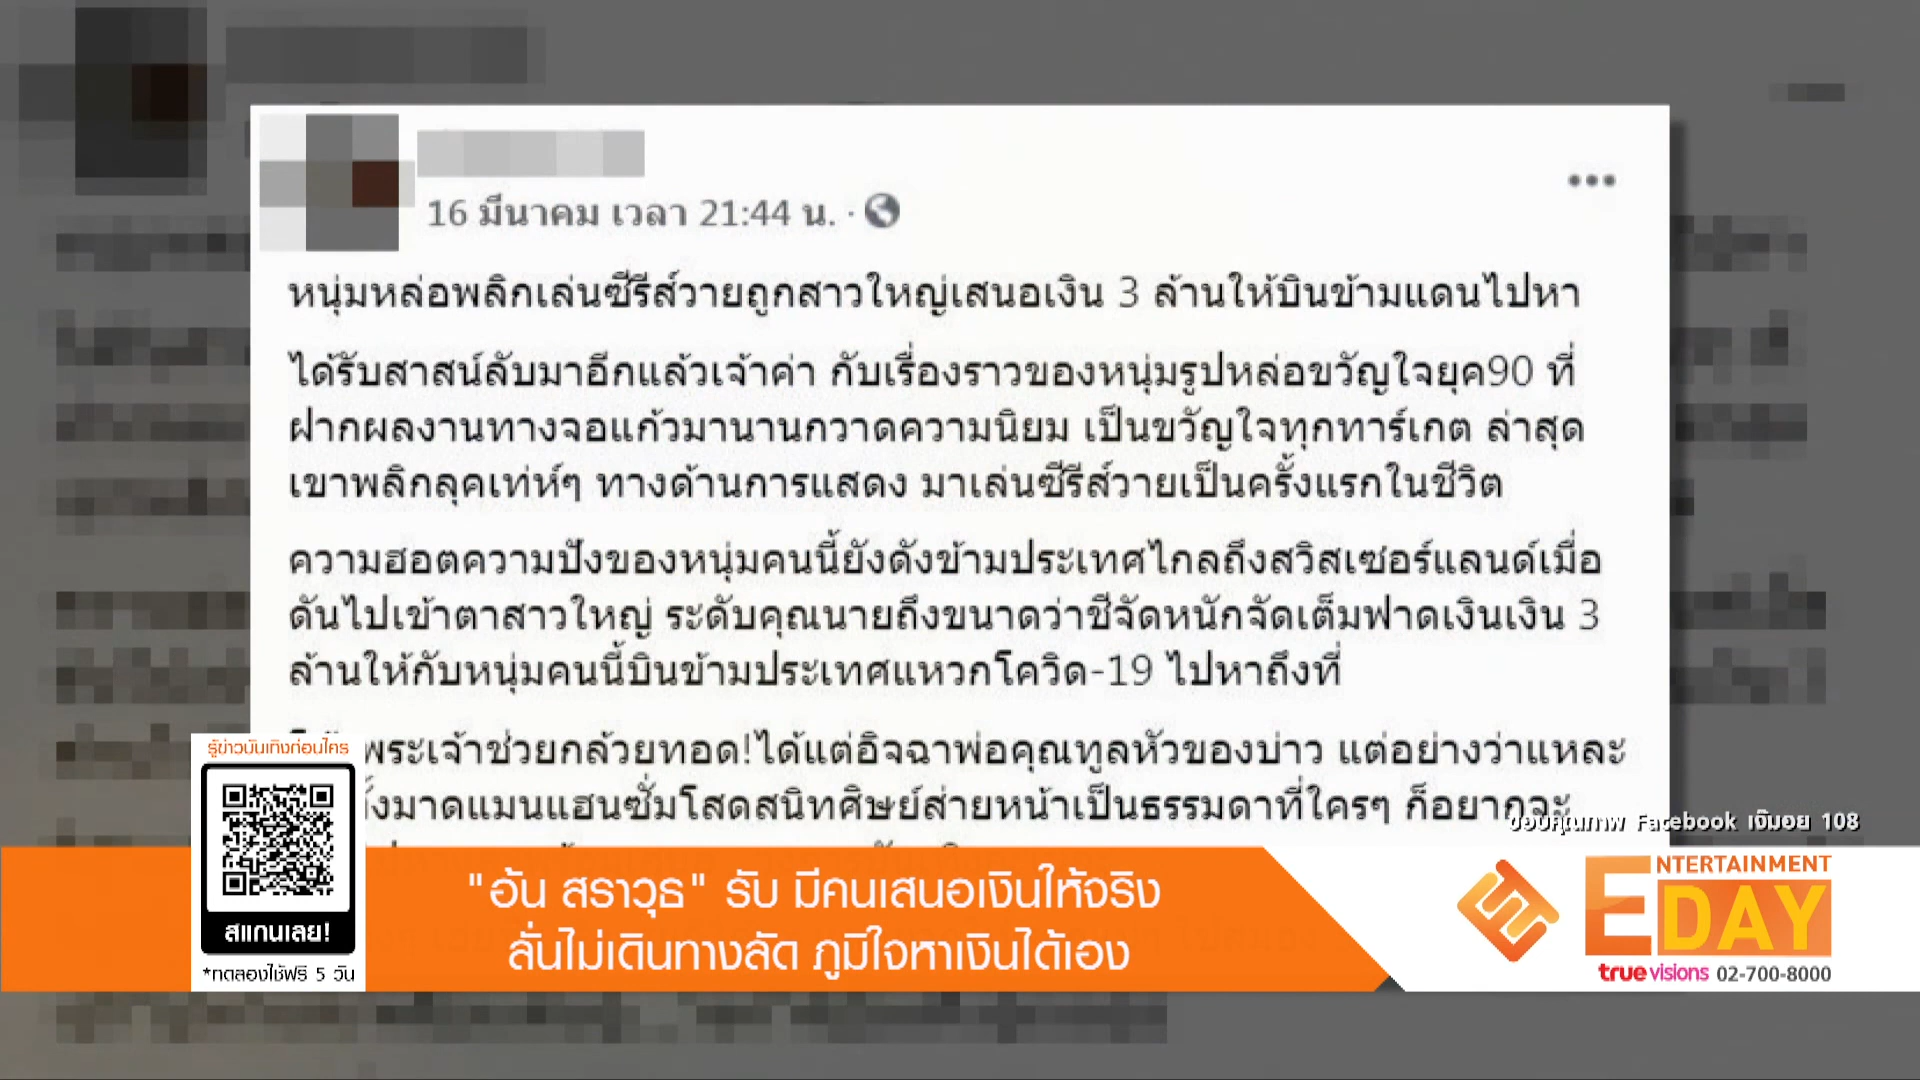 16 มีนาคม เวลา 21:44 น. ·
หนุ่มหล่อพลิกเล่นซีรีส์วายถูกสาวใหญ่เสนอเงิน 3 ล้านให้บินข้ามแดนไปหา
ได้รับสาสน์ลับมาอีกแล้วเจ้าค่า กับเรื่องราวของหนุ่มรูปหล่อขวัญใจยุค90 ที่
ฝากผลงานทางจอแก้วมานานกวาดความนิยม เป็นขวัญใจทุกทาร์เกต ล่าสุด
เขาพลิกลุคเท่ห์ๆ ทางด้านการแสดง มาเล่นซีรีส์วายเป็นครั้งแรกในชีวิต
ความฮอตความปังของหนุ่มคนนี้ยังดังข้ามประเทศไกลถึงสวิสเซอร์แลนด์เมื่อ
ดันไปเข้าตาสาวใหญ่ ระดับคุณนายถึงขนาดว่าชีจัดหนักจัดเต็มฟาดเงินเงิน 3
ล้านให้กับหนุ่มคนนี้บินข้ามประเทศแหวกโควิด-19 ไปหาถึงที่
พระเจ้าช่วยกล้วยทอด!ได้แต่อิจฉาพ่อคุณทูลหัวของบ่าว แต่อย่างว่าแหละ
มาดแมนแฮนซั่มโสดสนิทศิษย์ส่ายหน้าเป็นธรรมดาที่ใครๆ ก็อยากจะ
ขอบคุณภาพ Facebook เจ๊มอย 108
รู้ข่าวบันเทิงก่อนใคร
สแกนเลย!
*ทดลองใช้ฟรี 5 วัน
"อ้น สราวุธ" รับ มีคนเสนอเงินให้จริง
ลั่นไม่เดินทางลัด ภูมิใจหาเงินได้เอง
ENTERTAINMENT
DAY
truevisions 02-700-8000